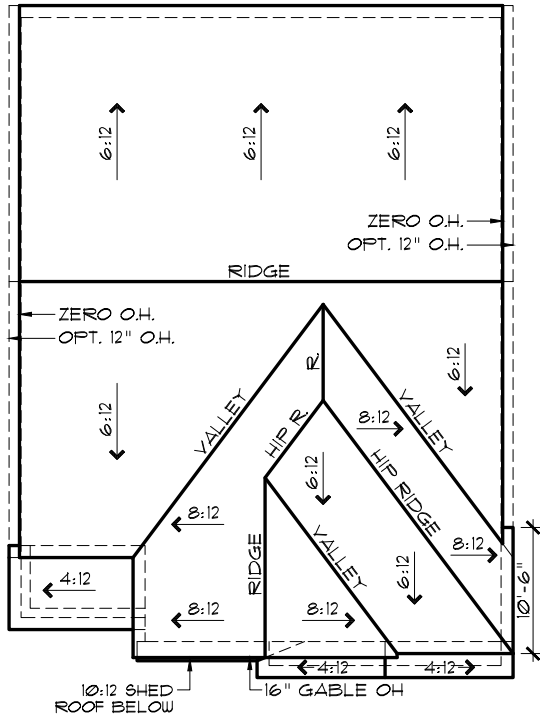 6:12
6:12
6:12
ZERO O.H.
OPT. 12" O.H.
RIDGE
ZERO O.H.
OPT. 12" O.H.
R.
6:12
6:12
VALLEY
HIP R.
8:12
VALLEY
6:12
HIP RIDGE
8:12
8:12
RIDGE
VALLEY
6:12
4:12
10'-6"
8:12
8:12
4:12
4:12
10:12 SHED
ROOF BELOW
16" GABLE OH